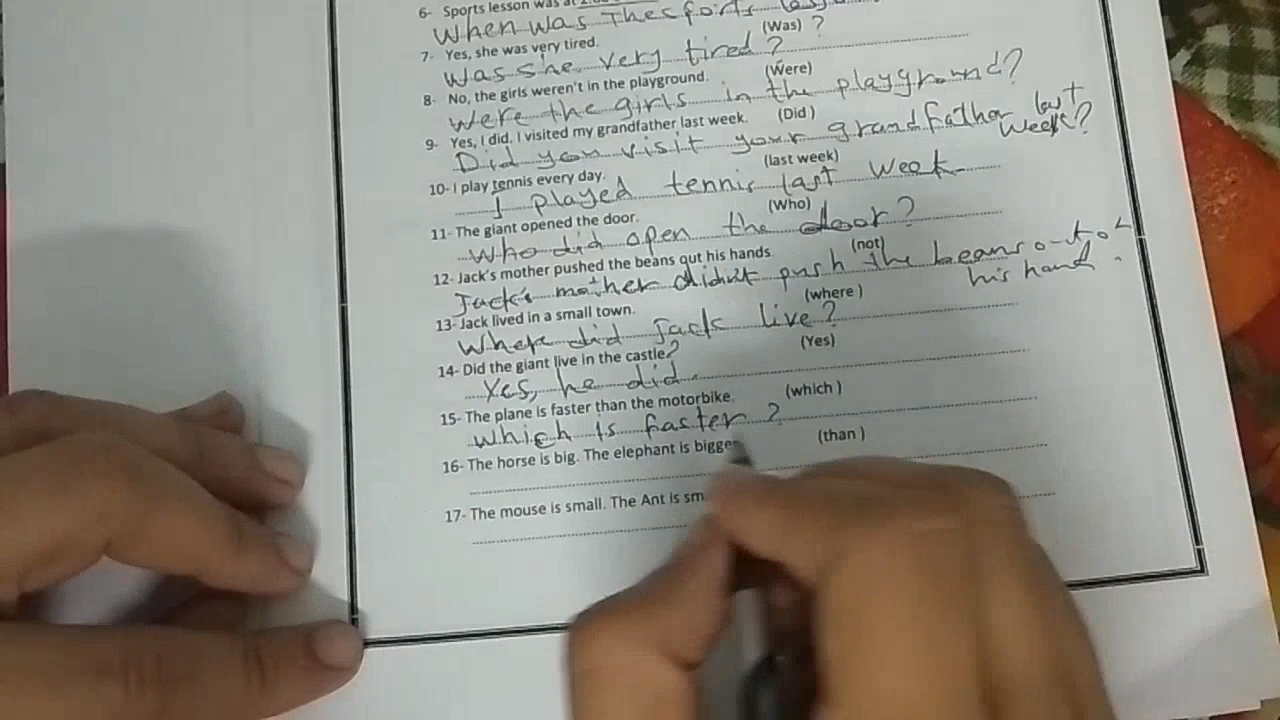 6- Sports lesson was at
When was The sports
7- Yes, she was very tired. (Was) ?
was she very tired ?
8- No, the girls weren't in the playground. (Were)
were the girls in the playground?
9- Yes, I did. I visited my grandfather last week. (Did )
Did you visit your grandfather last
week?
10- I play tennis every day. (last week)
I played tennis last week
11- The giant opened the door. (Who)
Who did open the door?
12- Jack's mother pushed the beans out his hands. (not)
Jack's mother didn't push the beans out of
his hand.
13- Jack lived in a small town. (where )
Where did Jack live?
14- Did the giant live in the castle? (Yes)
Yes, he did.
15- The plane is faster than the motorbike. (which )
which is faster ?
16- The horse is big. The elephant is bigge (than )
17- The mouse is small. The Ant is sm